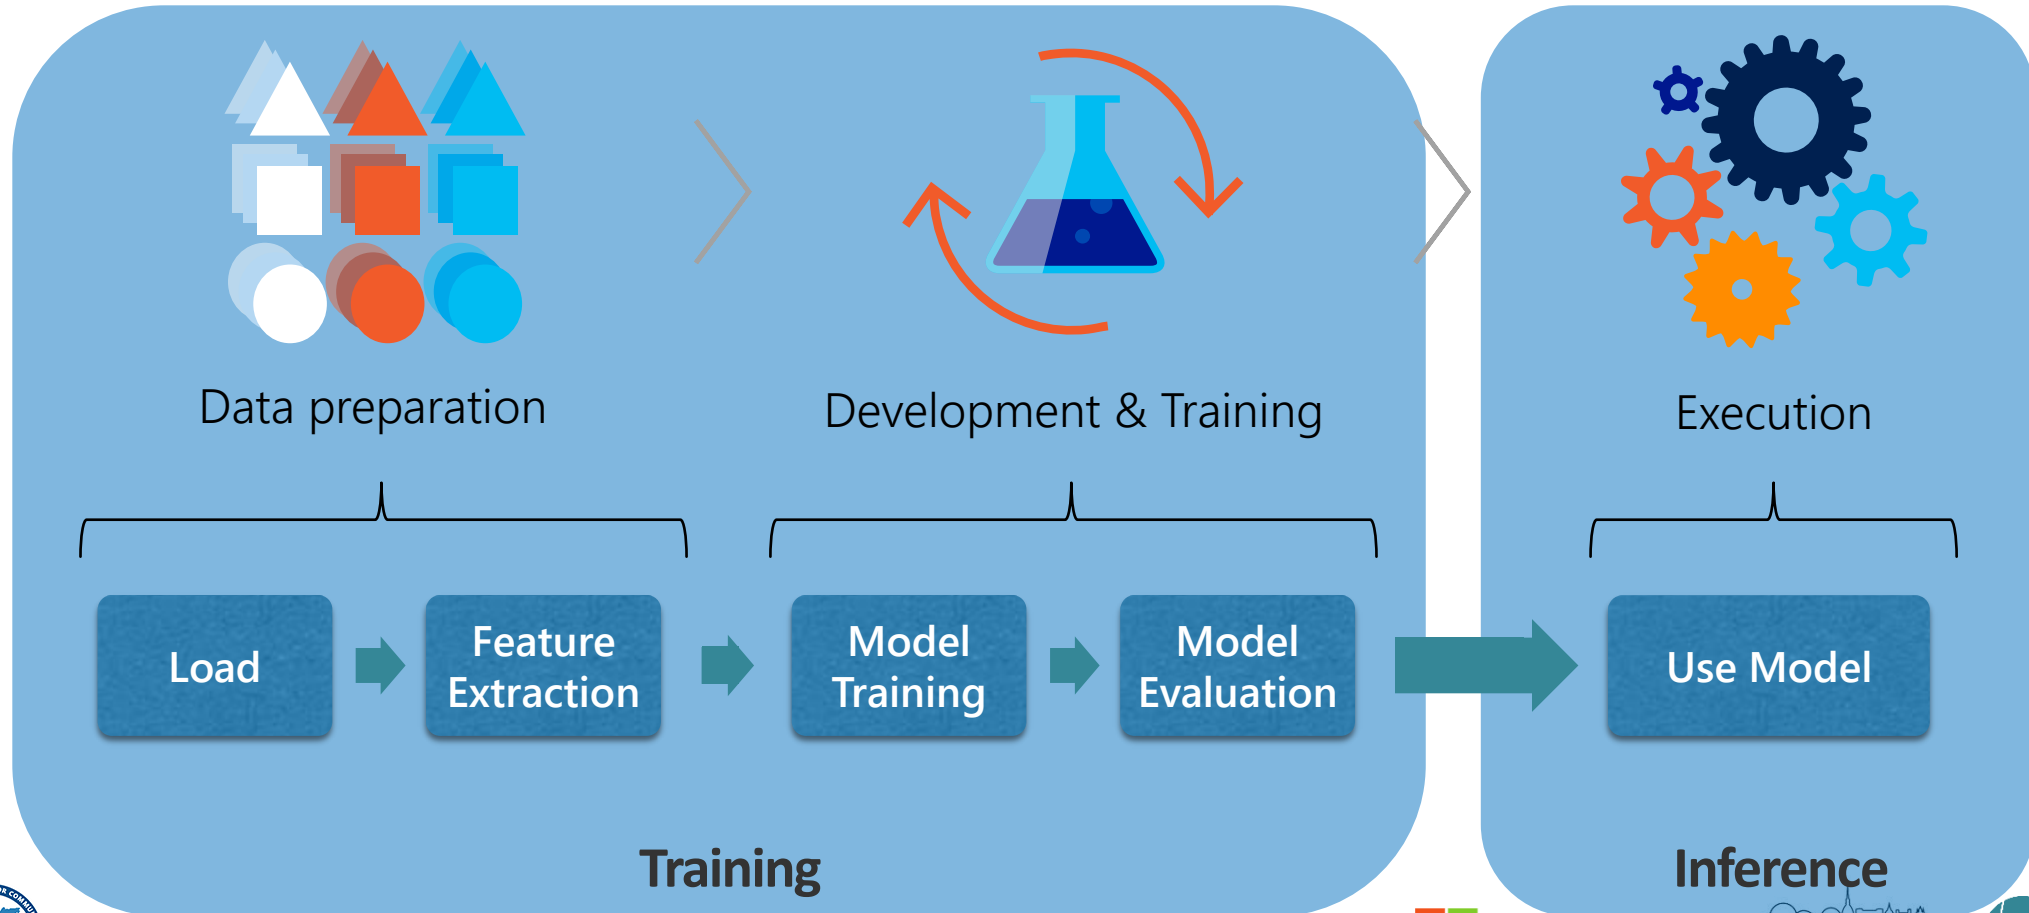 Data preparation
Development & Training
Execution
Load
Feature
Extraction
Model
Training
Model
Evaluation
Use Model
Training
Inference